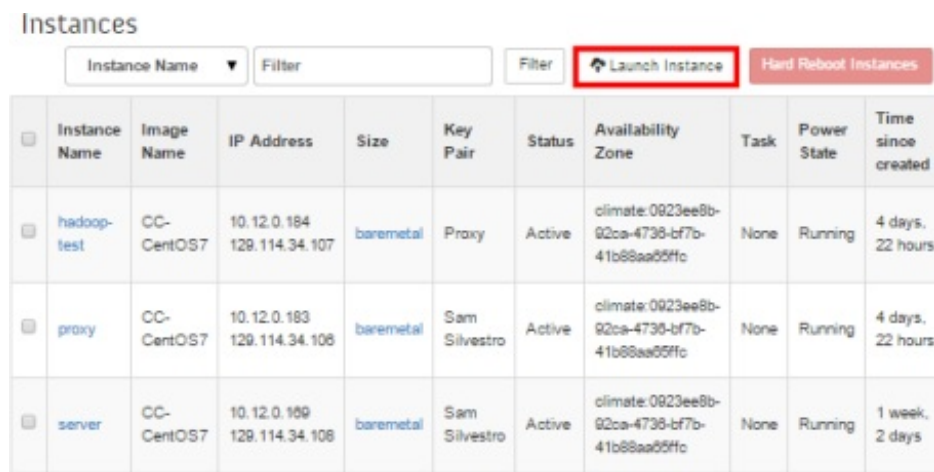 Instances
Instance Name ▼ Filter Filter Launch Instance Hard Reboot Instances
Instance Name Image Name IP Address Size Key Pair Status Availability Zone Task Power State Time since created
hadoop-test CC-CentOS7 10.12.0.184 129.114.34.107 baremetal Proxy Active climate:0923ee8b-92ca-4736-bf7b-41b88aa65ffc None Running 4 days, 22 hours
proxy CC-CentOS7 10.12.0.183 129.114.34.106 baremetal Sam Silvestro Active climate:0923ee8b-92ca-4736-bf7b-41b88aa65ffc None Running 4 days, 22 hours
server CC-CentOS7 10.12.0.169 129.114.34.108 baremetal Sam Silvestro Active climate:0923ee8b-92ca-4736-bf7b-41b88aa65ffc None Running 1 week, 2 days